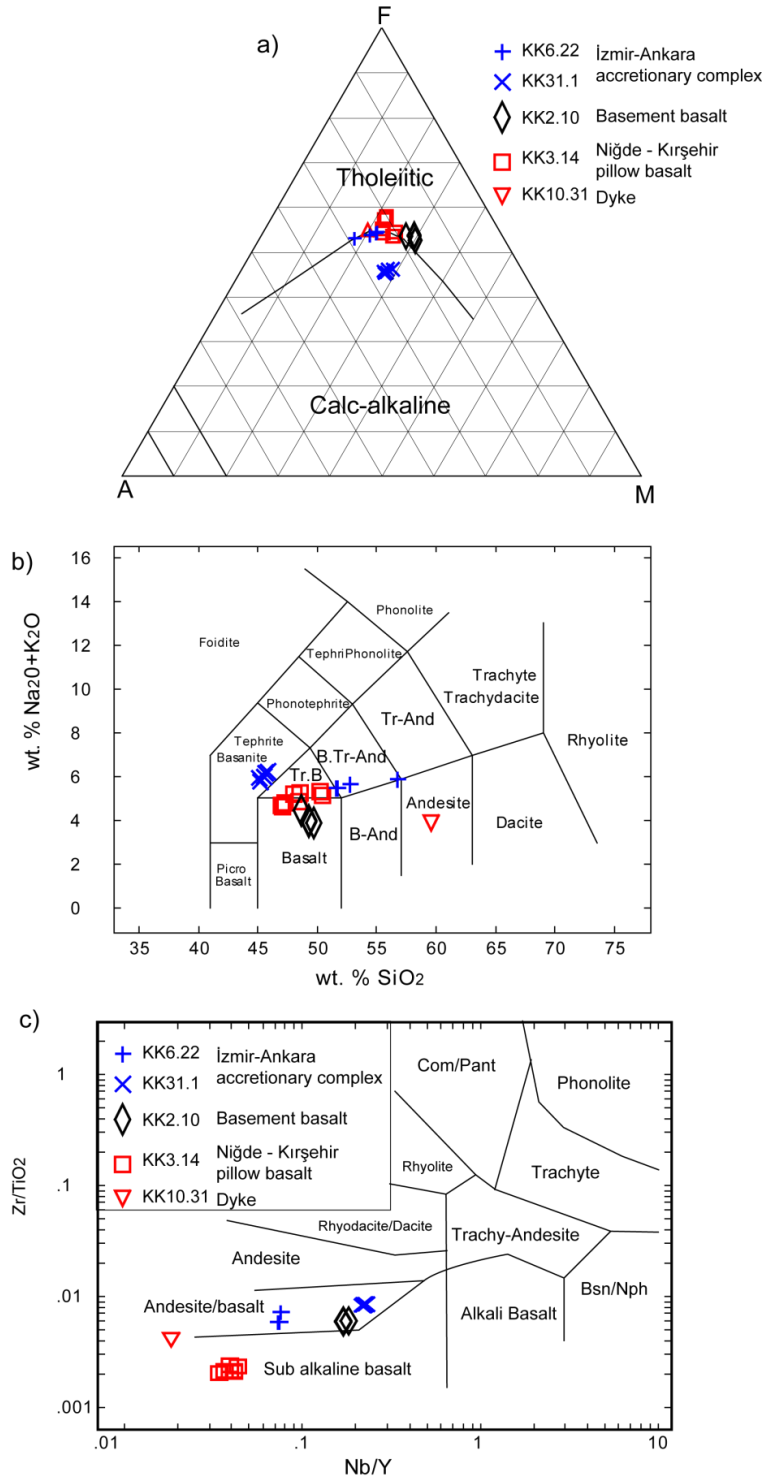 a)
F
KK6.22 İzmir-Ankara
KK31.1 accretionary complex
KK2.10 Basement basalt
KK3.14 Niğde - Kırşehir
pillow basalt
KK10.31 Dyke
Tholeiitic
Calc-alkaline
A
M
b)
wt. % Na20+K2O
16
14
12
10
8
6
4
2
0
Phonolite
Foidite
TephriPhonolite
Trachyte
Trachydacite
Phonotephrite
Tr-And
Tephrite
Basanite
B.Tr-And
Rhyolite
Tr.B
Andesite
Dacite
B-And
Basalt
Picro
Basalt
35 40 45 50 55 60 65 70 75
wt. % SiO2
c)
Zr/TiO2
1
.1
.01
.001
KK6.22 İzmir-Ankara
KK31.1 accretionary complex
KK2.10 Basement basalt
KK3.14 Niğde - Kırşehir
pillow basalt
KK10.31 Dyke
Com/Pant
Phonolite
Rhyolite
Trachyte
Rhyodacite/Dacite
Trachy-Andesite
Andesite
Bsn/Nph
Andesite/basalt
Alkali Basalt
Sub alkaline basalt
.01 .1 1 10
Nb/Y